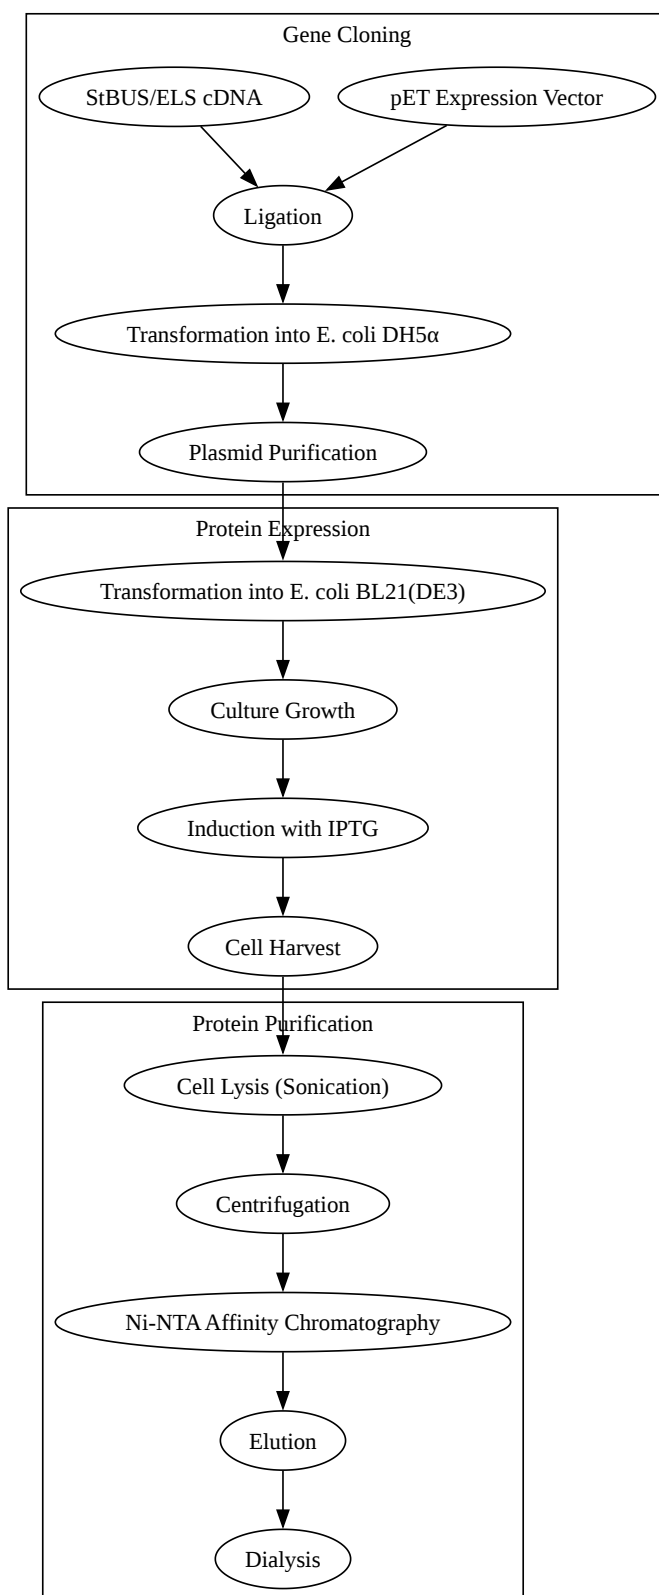 Gene Cloning
StBUS/ELS cDNA
pET Expression Vector
Ligation
Transformation into E. coli DH5α
Plasmid Purification
Protein Expression
Transformation into E. coli BL21(DE3)
Culture Growth
Induction with IPTG
Cell Harvest
Protein Purification
Cell Lysis (Sonication)
Centrifugation
Ni-NTA Affinity Chromatography
Elution
Dialysis